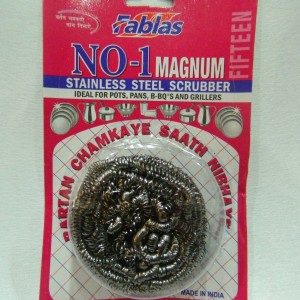 Fablas
NO-1 MAGNUM
FIFTEEN
STAINLESS STEEL SCRUBBER
IDEAL FOR POTS, PANS, B-BQ'S AND GRILLERS
BARTAN CHAMKAYE SAATH NIBHAYE
MADE IN INDIA